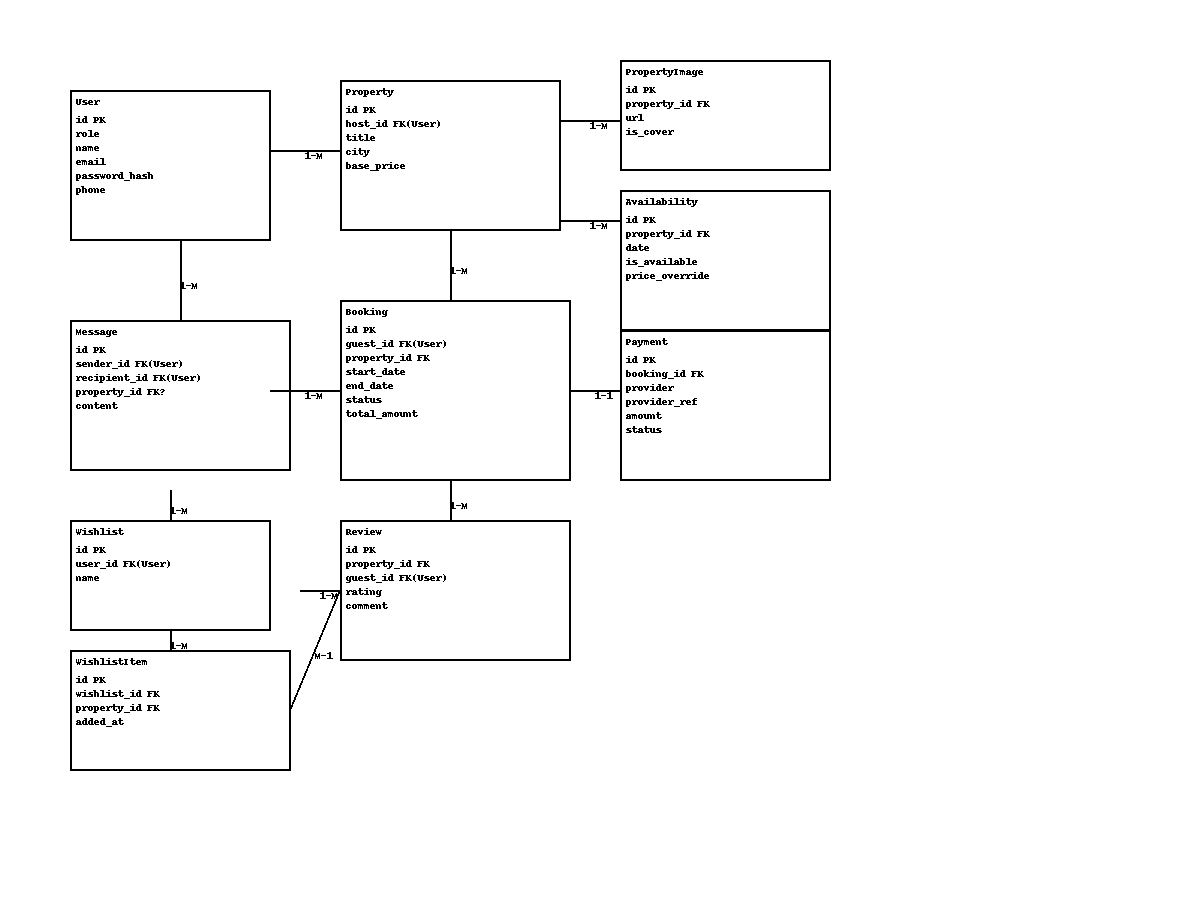 User
id PK
role
name
email
password_hash
phone
1-M
Property
id PK
host_id FK(User)
title
city
base_price
1-M
PropertyImage
id PK
property_id FK
url
is_cover
1-M
Availability
id PK
property_id FK
date
is_available
price_override
1-M
1-M
Message
id PK
sender_id FK(User)
recipient_id FK(User)
property_id FK?
content
1-M
Booking
id PK
guest_id FK(User)
property_id FK
start_date
end_date
status
total_amount
1-1
Payment
id PK
booking_id FK
provider
provider_ref
amount
status
1-M
1-M
Wishlist
id PK
user_id FK(User)
name
1-M
Review
id PK
property_id FK
guest_id FK(User)
rating
comment
1-M
M-1
WishlistItem
id PK
wishlist_id FK
property_id FK
added_at